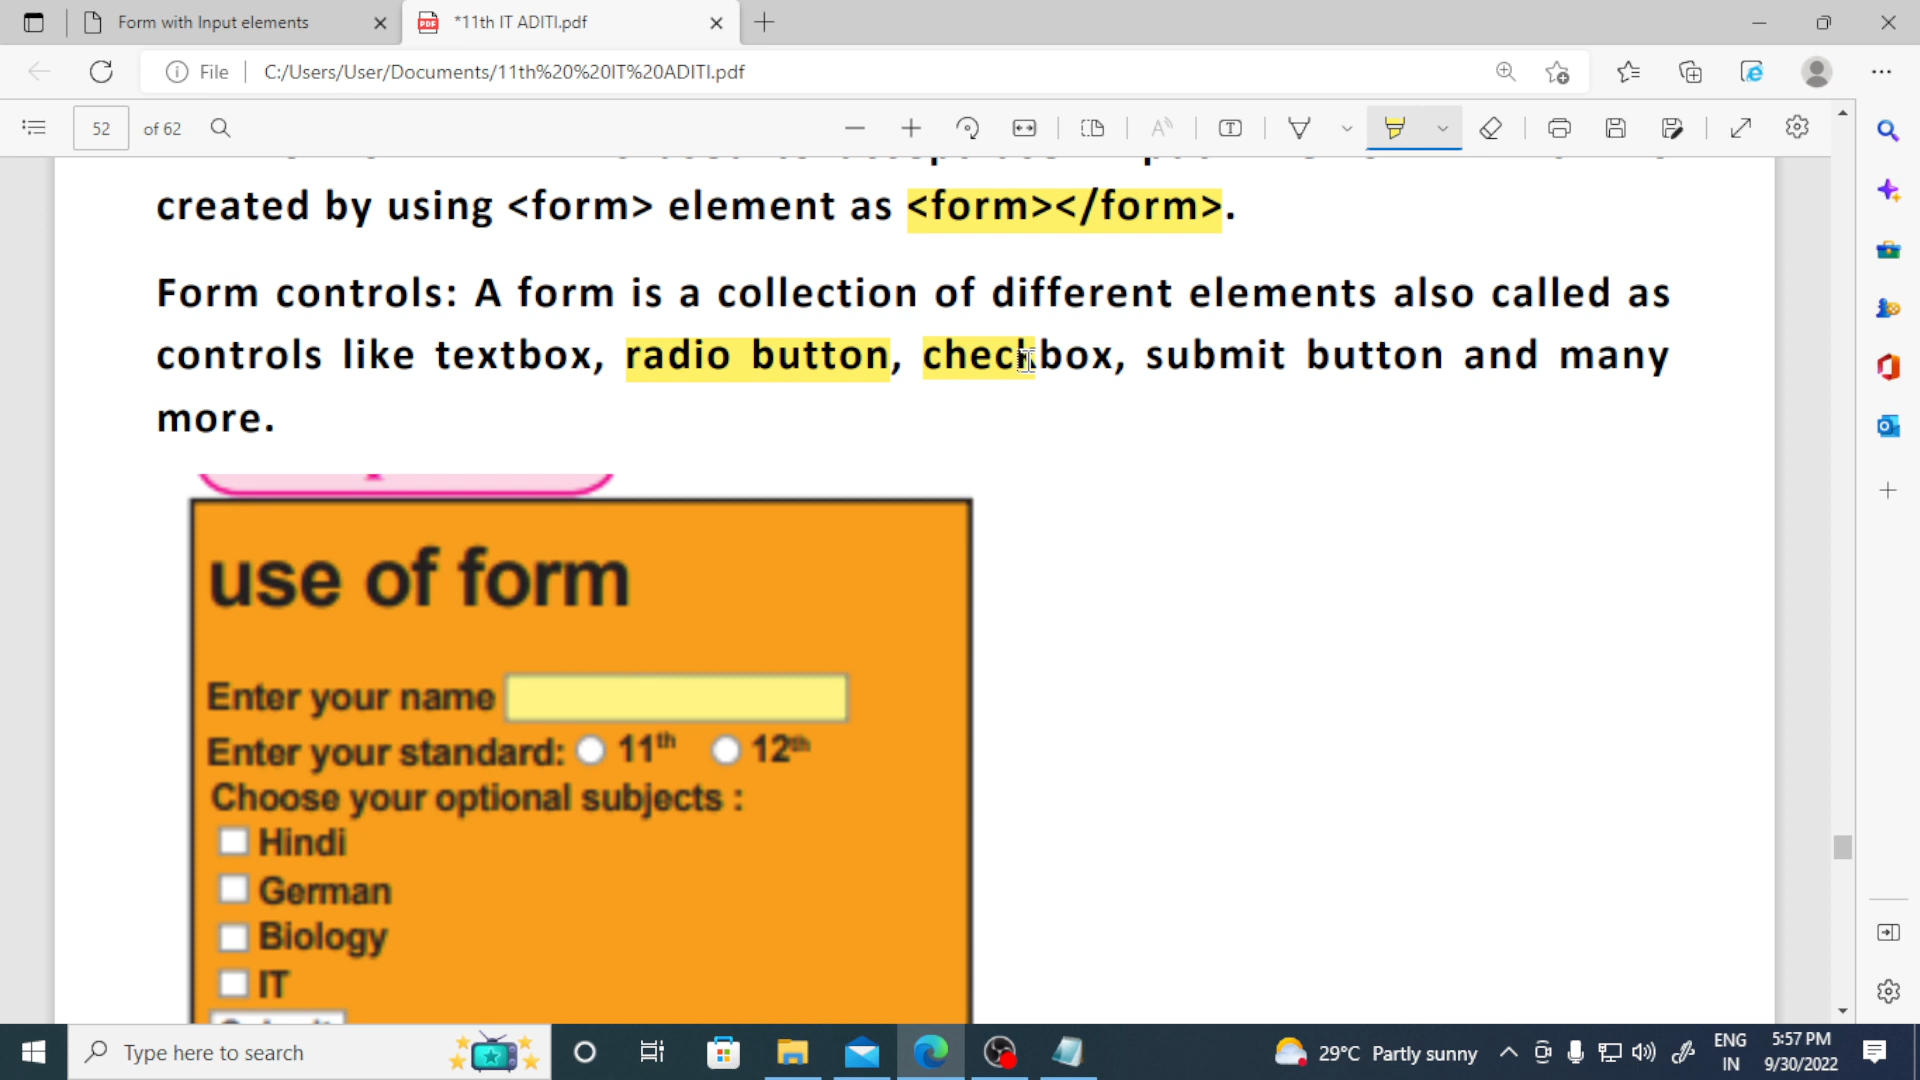 Form with Input elements
*11th IT ADITI.pdf
File
C:/Users/User/Documents/11th%20%20IT%20ADITI.pdf
52 of 62
created by using <form> element as <form></form>.
Form controls: A form is a collection of different elements also called as
controls like textbox, radio button, checkbox, submit button and many
more.
use of form
Enter your name
Enter your standard: 11th 12th
Choose your optional subjects :
Hindi
German
Biology
IT
Type here to search
29°C Partly sunny
ENG
IN
5:57 PM
9/30/2022